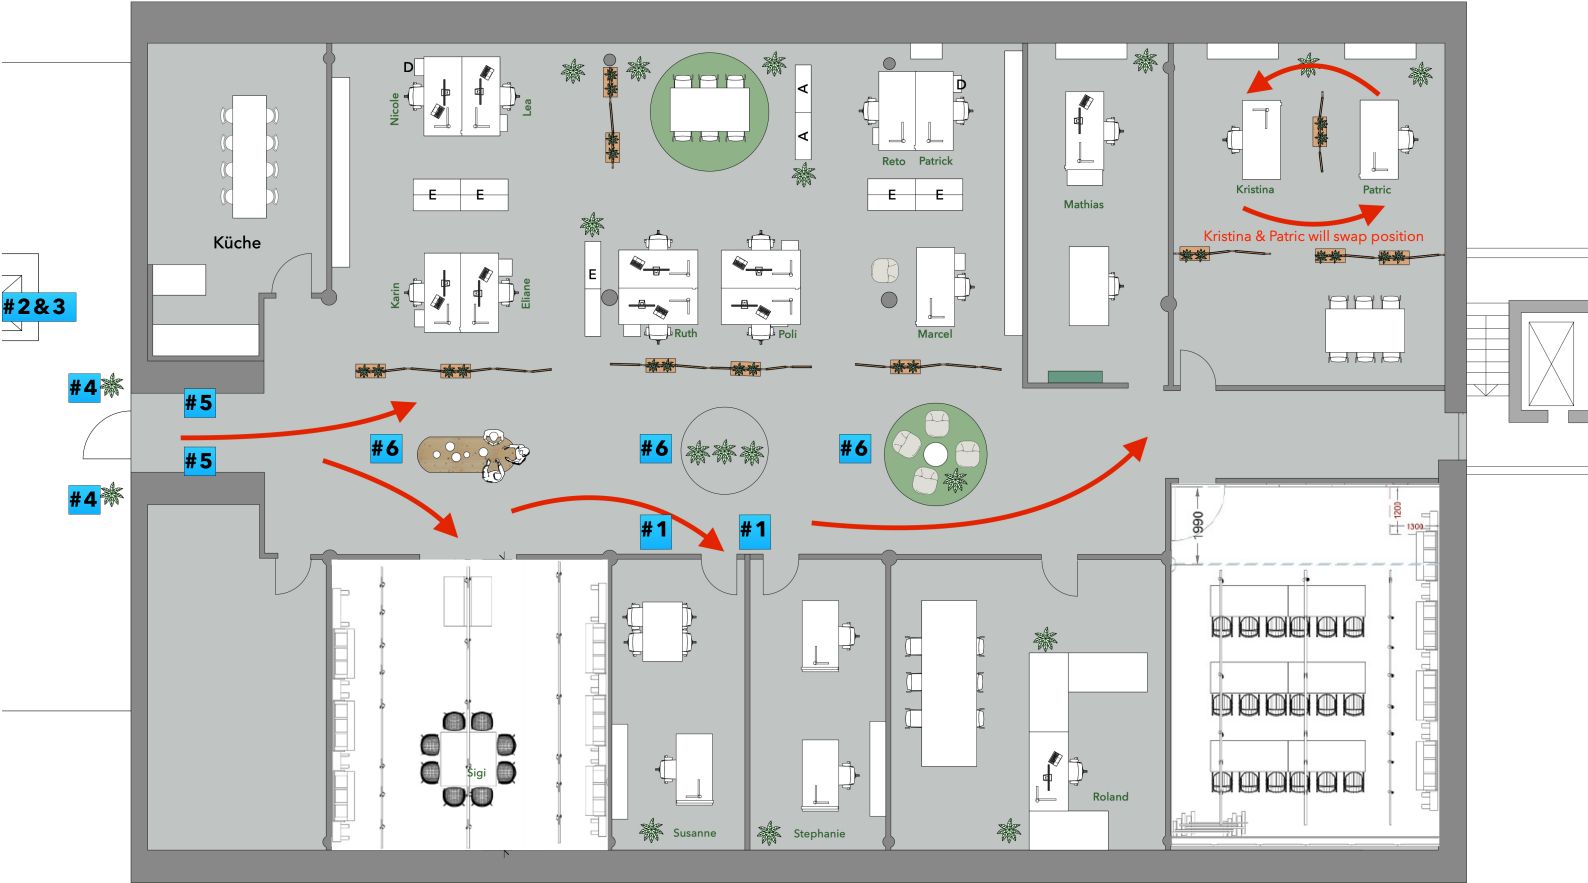 D
Nicole
Lea
A
A
D
Reto
Patrick
E
E
E
E
Mathias
Kristina
Patric
Kristina & Patric will swap position
Küche
#2&3
Karin
Eliane
E
Ruth
Poli
Marcel
#4
#5
#5
#4
#6
#6
#6
#1
#1
1990
1200
1300
Sigi
Susanne
Stephanie
Roland